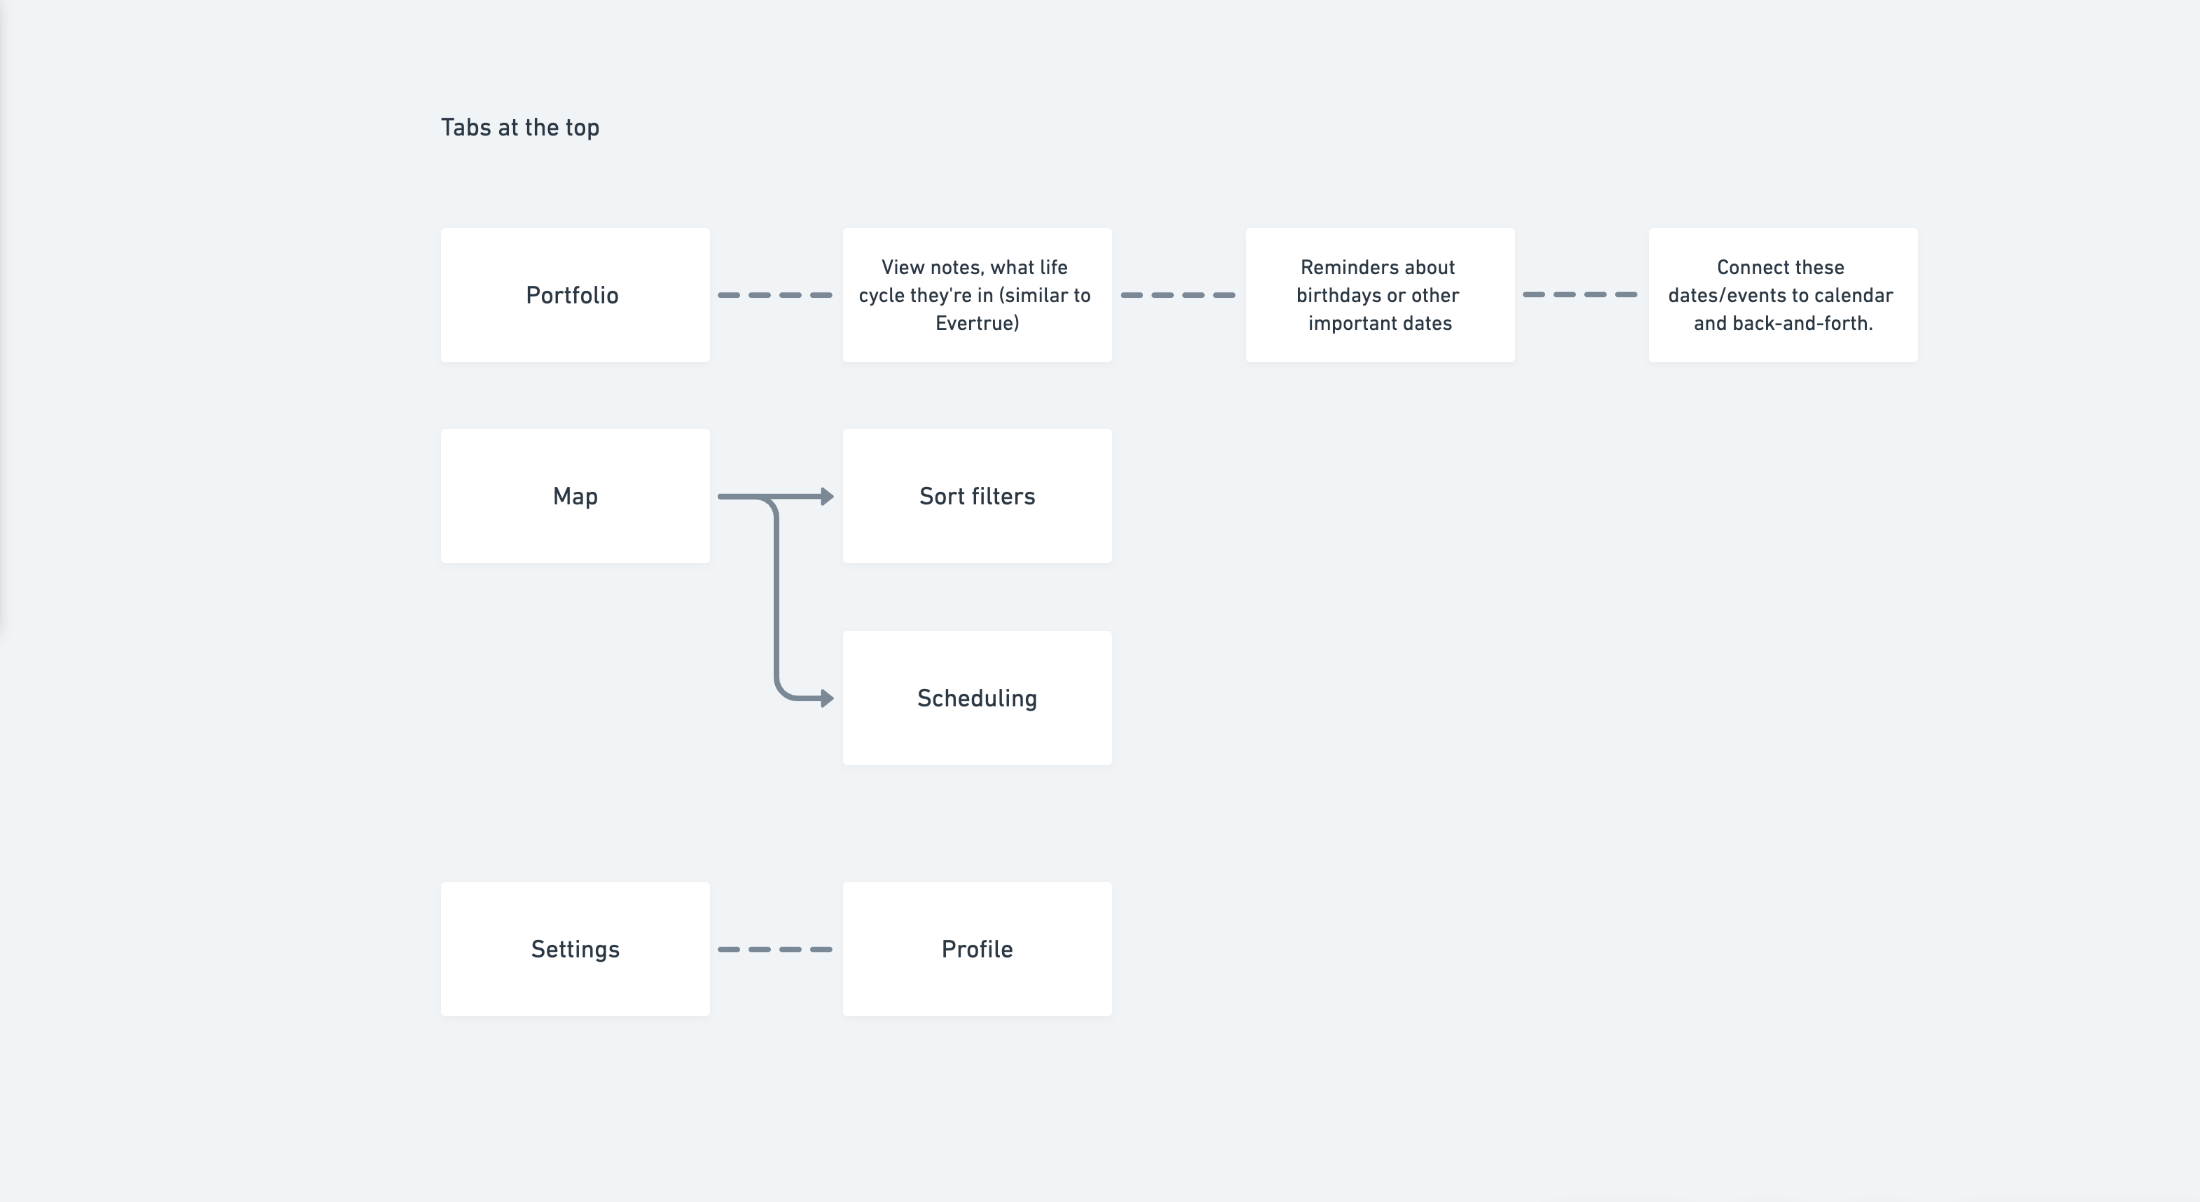 Tabs at the top
Portfolio
View notes, what life
cycle they're in (similar to
Evertrue)
Reminders about
birthdays or other
important dates
Connect these
dates/events to calendar
and back-and-forth.
Map
Sort filters
Scheduling
Settings
Profile